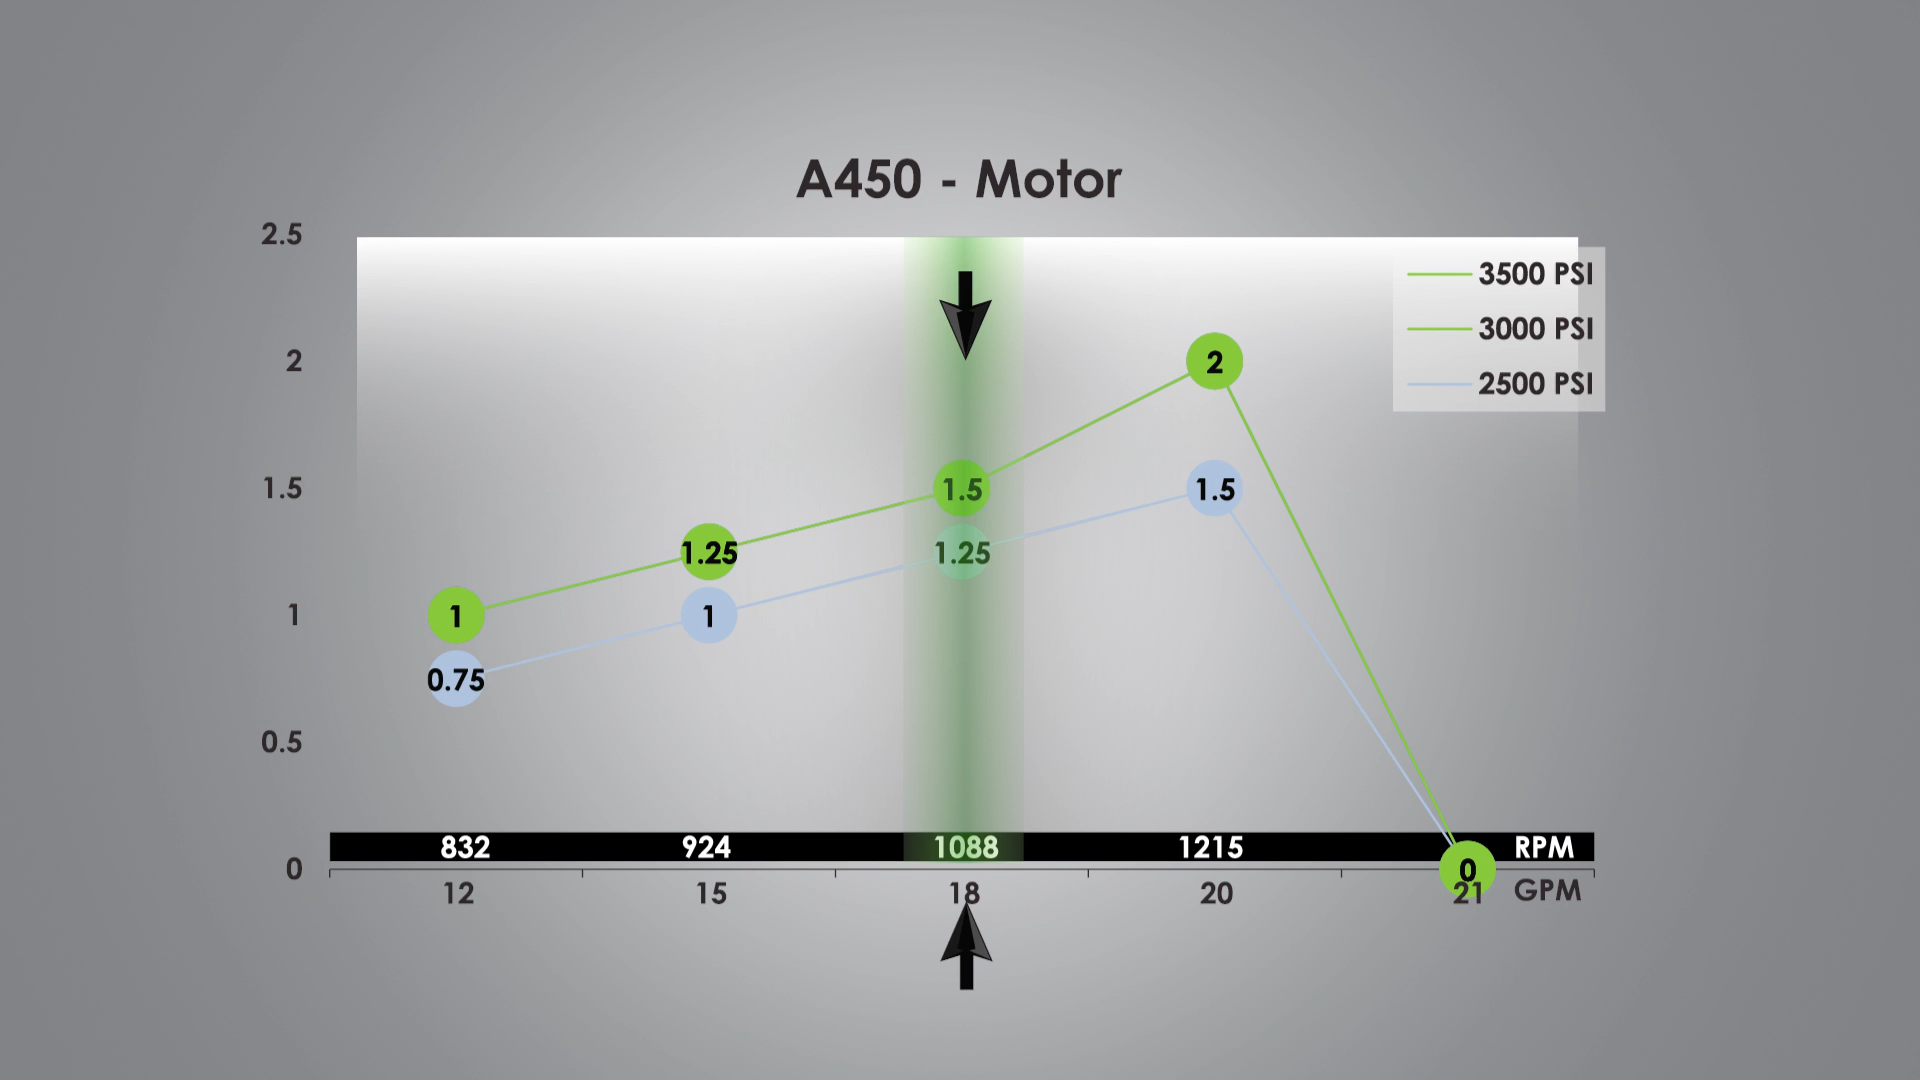 A450 - Motor
2.5
3500 PSI
3000 PSI
2 2
2500 PSI
1.5 1.5 1.5
1.25 1.25
1 1 1
0.75
0.5
832 924 1088 1215 RPM
0 0
12 15 18 20 21 GPM